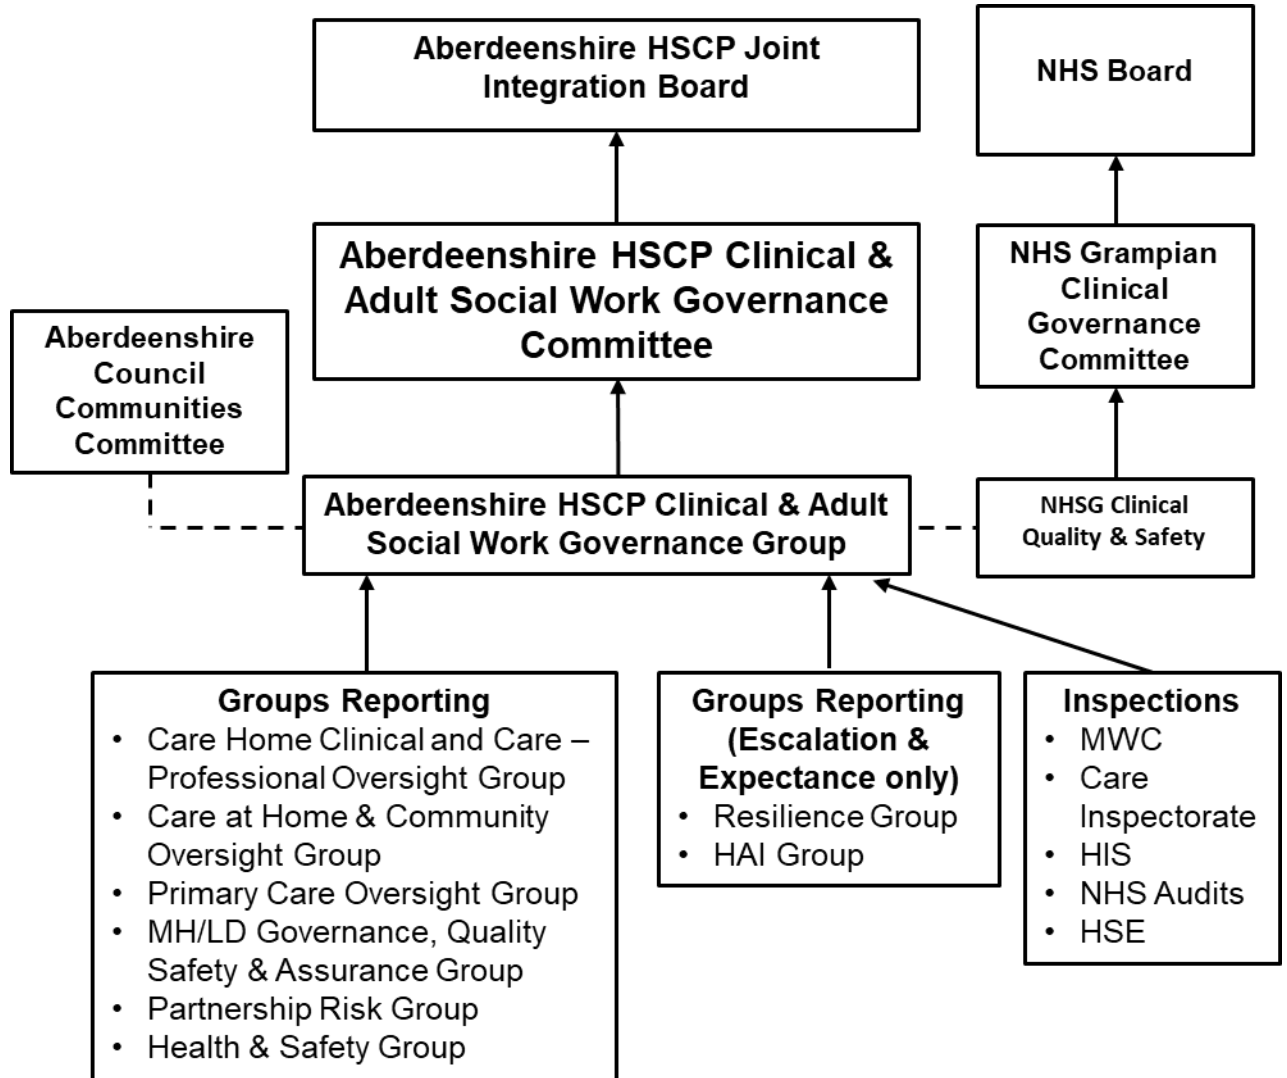 Aberdeenshire HSCP Joint
Integration Board
NHS Board
Aberdeenshire HSCP Clinical &
Adult Social Work Governance
Committee
NHS Grampian
Clinical
Governance
Committee
Aberdeenshire
Council
Communities
Committee
Aberdeenshire HSCP Clinical & Adult
Social Work Governance Group
NHSG Clinical
Quality & Safety
Groups Reporting
• Care Home Clinical and Care –
Professional Oversight Group
• Care at Home & Community
Oversight Group
• Primary Care Oversight Group
• MH/LD Governance, Quality
Safety & Assurance Group
• Partnership Risk Group
• Health & Safety Group
Groups Reporting
(Escalation &
Expectance only)
• Resilience Group
• HAI Group
Inspections
• MWC
• Care
Inspectorate
• HIS
• NHS Audits
• HSE